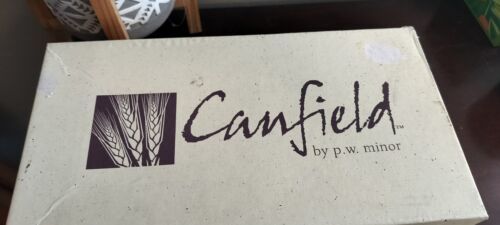 Canfield™
by p.w. minor